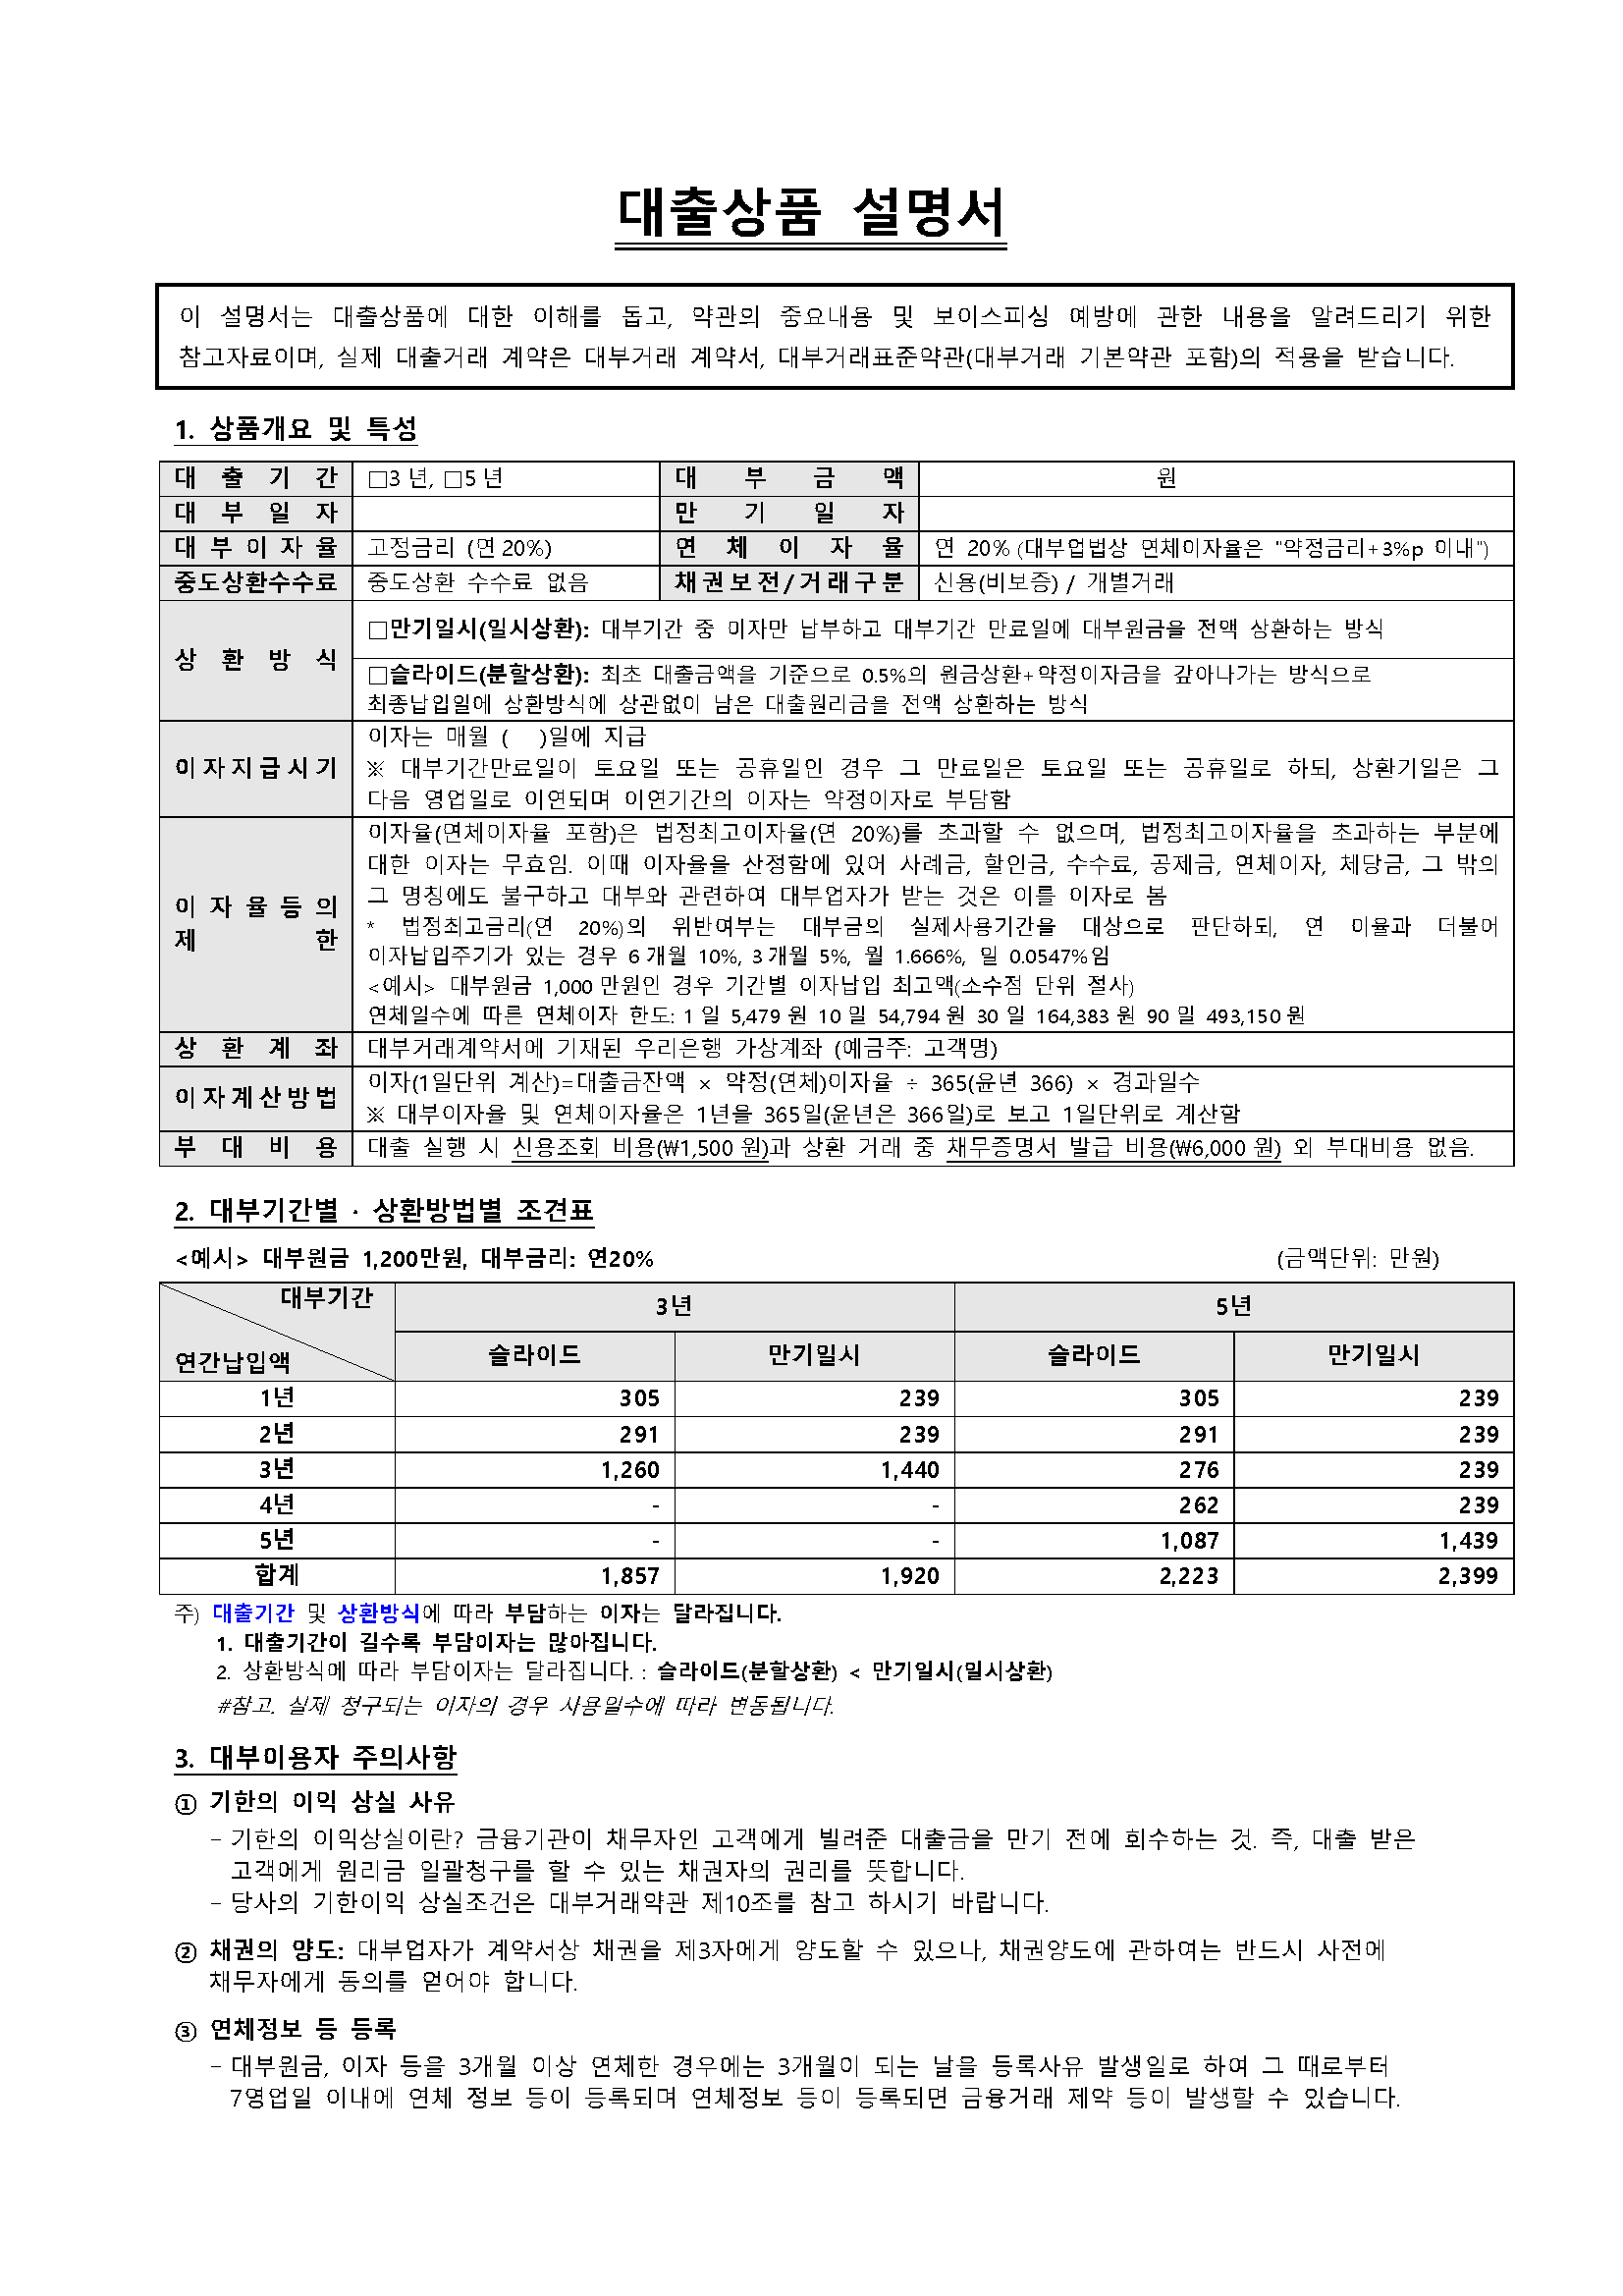 대출상품 설명서
이 설명서는 대출상품에 대한 이해를 돕고, 약관의 중요내용 및 보이스피싱 예방에 관한 내용을 알려드리기 위한
참고자료이며, 실제 대출거래 계약은 대부거래 계약서, 대부거래표준약관(대부거래 기본약관 포함)의 적용을 받습니다.
1. 상품개요 및 특성
대 출 기 간 □3 년, □5 년 대 부 금 액 원
대 부 일 자 만 기 일 자
대 부 이 자 율 고정금리 (연 20%) 연 체 이 자 율 연 20% (대부업법상 연체이자율은 "약정금리+3%p 이내")
중도상환수수료 중도상환 수수료 없음 채권보전/거래구분 신용(비보증) / 개별거래
상 환 방 식 □만기일시(일시상환): 대부기간 중 이자만 납부하고 대부기간 만료일에 대부원금을 전액 상환하는 방식
□슬라이드(분할상환): 최초 대출금액을 기준으로 0.5%의 원금상환+약정이자금을 갚아나가는 방식으로
최종납입일에 상환방식에 상관없이 남은 대출원리금을 전액 상환하는 방식
이자지급시기 이자는 매월 ( )일에 지급
※ 대부기간만료일이 토요일 또는 공휴일인 경우 그 만료일은 토요일 또는 공휴일로 하되, 상환기일은 그
다음 영업일로 이연되며 이연기간의 이자는 약정이자로 부담함
이 자 율 등 의
제 한
이자율(연체이자율 포함)은 법정최고이자율(연 20%)를 초과할 수 없으며, 법정최고이자율을 초과하는 부분에
대한 이자는 무효임. 이때 이자율을 산정함에 있어 사례금, 할인금, 수수료, 공제금, 연체이자, 체당금, 그 밖의
그 명칭에도 불구하고 대부와 관련하여 대부업자가 받는 것은 이를 이자로 봄
* 법정최고금리(연 20%)의 위반여부는 대부금의 실제사용기간을 대상으로 판단하되, 연 이율과 더불어
이자납입주기가 있는 경우 6 개월 10%, 3 개월 5%, 월 1.666%, 일 0.0547%임
<예시> 대부원금 1,000 만원인 경우 기간별 이자납입 최고액(소수점 단위 절사)
연체일수에 따른 연체이자 한도: 1 일 5,479 원 10 일 54,794 원 30 일 164,383 원 90 일 493,150 원
상 환 계 좌 대부거래계약서에 기재된 우리은행 가상계좌 (예금주: 고객명)
이자계산방법 이자(1일단위 계산)=대출금잔액 × 약정(연체)이자율 ÷ 365(윤년 366) × 경과일수
※ 대부이자율 및 연체이자율은 1년을 365일(윤년은 366일)로 보고 1일단위로 계산함
부 대 비 용 대출 실행 시 신용조회 비용(₩1,500 원)과 상환 거래 중 채무증명서 발급 비용(₩6,000 원) 외 부대비용 없음.
2. 대부기간별 · 상환방법별 조견표
<예시> 대부원금 1,200만원, 대부금리: 연20% (금액단위: 만원)
대부기간 3년 5년
연간납입액 슬라이드 만기일시 슬라이드 만기일시
1년 305 239 305 239
2년 291 239 291 239
3년 1,260 1,440 276 239
4년 - - 262 239
5년 - - 1,087 1,439
합계 1,857 1,920 2,223 2,399
주) 대출기간 및 상환방식에 따라 부담하는 이자는 달라집니다.
1. 대출기간이 길수록 부담이자는 많아집니다.
2. 상환방식에 따라 부담이자는 달라집니다. : 슬라이드(분할상환) < 만기일시(일시상환)
#참고. 실제 청구되는 이자의 경우 사용일수에 따라 변동됩니다.
3. 대부이용자 주의사항
① 기한의 이익 상실 사유
- 기한의 이익상실이란? 금융기관이 채무자인 고객에게 빌려준 대출금을 만기 전에 회수하는 것. 즉, 대출 받은
고객에게 원리금 일괄청구를 할 수 있는 채권자의 권리를 뜻합니다.
- 당사의 기한이익 상실조건은 대부거래약관 제10조를 참고 하시기 바랍니다.
② 채권의 양도: 대부업자가 계약서상 채권을 제3자에게 양도할 수 있으나, 채권양도에 관하여는 반드시 사전에
채무자에게 동의를 얻어야 합니다.
③ 연체정보 등 등록
- 대부원금, 이자 등을 3개월 이상 연체한 경우에는 3개월이 되는 날을 등록사유 발생일로 하여 그 때로부터
7영업일 이내에 연체 정보 등이 등록되며 연체정보 등이 등록되면 금융거래 제약 등이 발생할 수 있습니다.